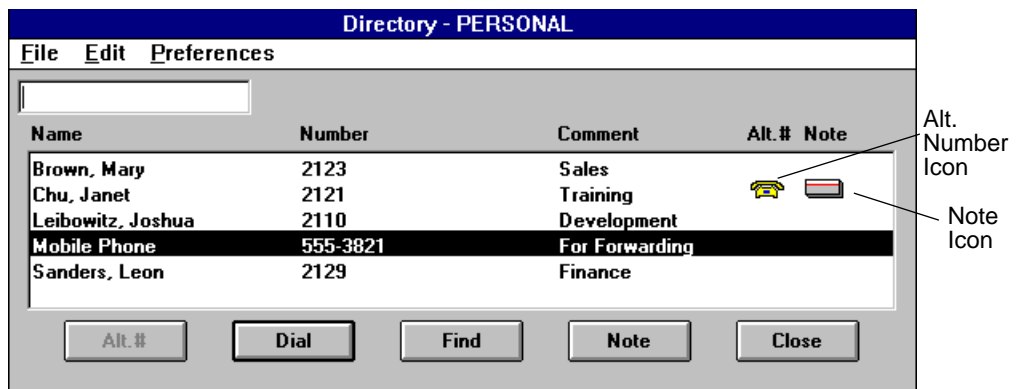 Directory - PERSONAL
File Edit Preferences
Name Number Comment Alt.# Note
Brown, Mary 2123 Sales
Chu, Janet 2121 Training
Leibowitz, Joshua 2110 Development
Mobile Phone 555-3821 For Forwarding
Sanders, Leon 2129 Finance
Alt.# Dial Find Note Close
Alt.
Number
Icon
Note
Icon